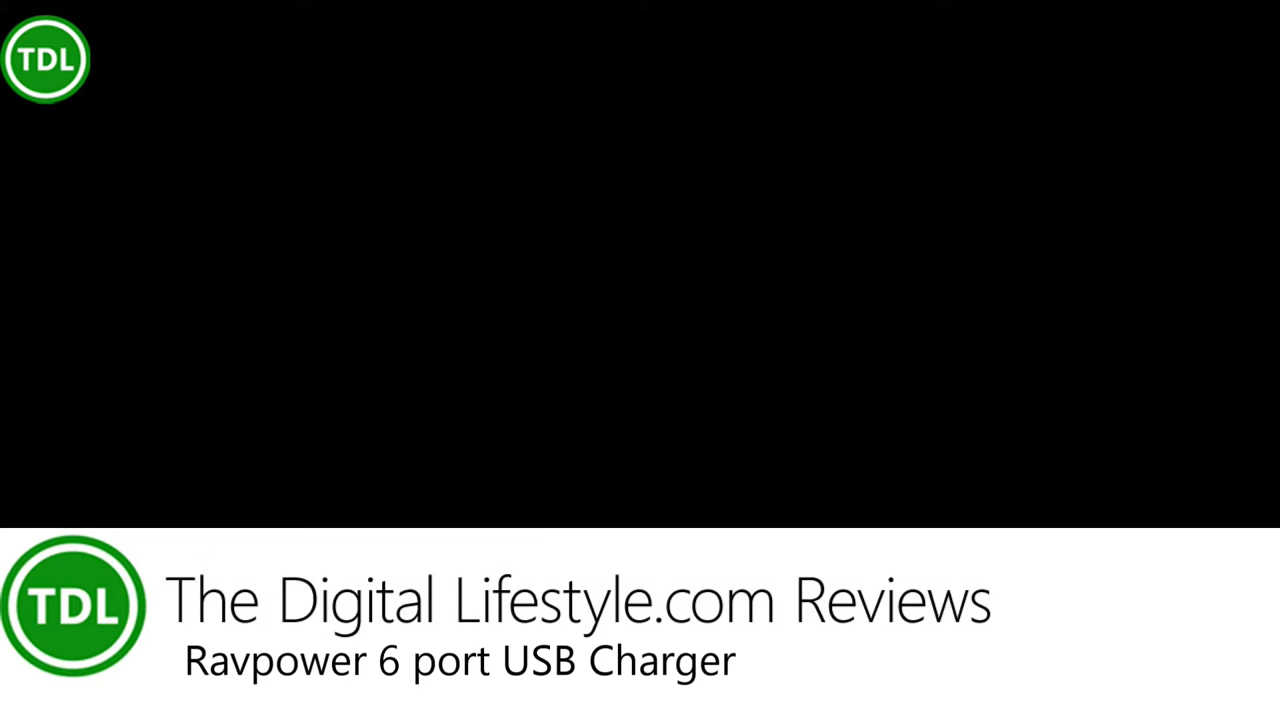 TDL
TDL
The Digital Lifestyle.com Reviews
Ravpower 6 port USB Charger